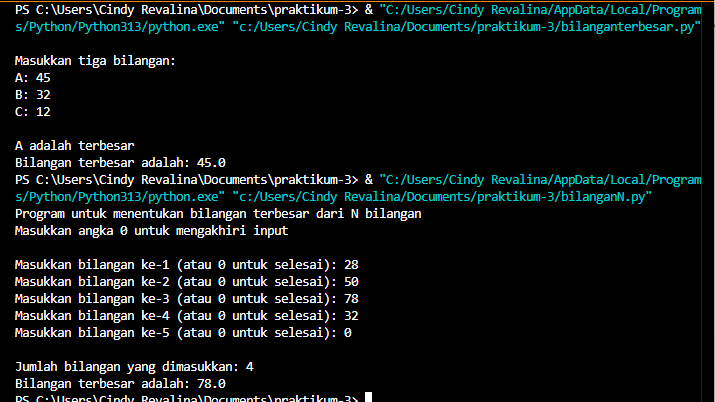 PS C:\Users\Cindy Revalina\Documents\praktikum-3> & "C:/Users/Cindy Revalina/AppData/Local/Program
s/Python/Python313/python.exe" "c:/Users/Cindy Revalina/Documents/praktikum-3/bilanganterbesar.py"
Masukkan tiga bilangan:
A: 45
B: 32
C: 12
A adalah terbesar
Bilangan terbesar adalah: 45.0
PS C:\Users\Cindy Revalina\Documents\praktikum-3> & "C:/Users/Cindy Revalina/AppData/Local/Program
s/Python/Python313/python.exe" "c:/Users/Cindy Revalina/Documents/praktikum-3/bilanganN.py"
Program untuk menentukan bilangan terbesar dari N bilangan
Masukkan angka 0 untuk mengakhiri input
Masukkan bilangan ke-1 (atau 0 untuk selesai): 28
Masukkan bilangan ke-2 (atau 0 untuk selesai): 50
Masukkan bilangan ke-3 (atau 0 untuk selesai): 78
Masukkan bilangan ke-4 (atau 0 untuk selesai): 32
Masukkan bilangan ke-5 (atau 0 untuk selesai): 0
Jumlah bilangan yang dimasukkan: 4
Bilangan terbesar adalah: 78.0
PS C:\Users\Cindy Revalina\Documents\praktikum-3>